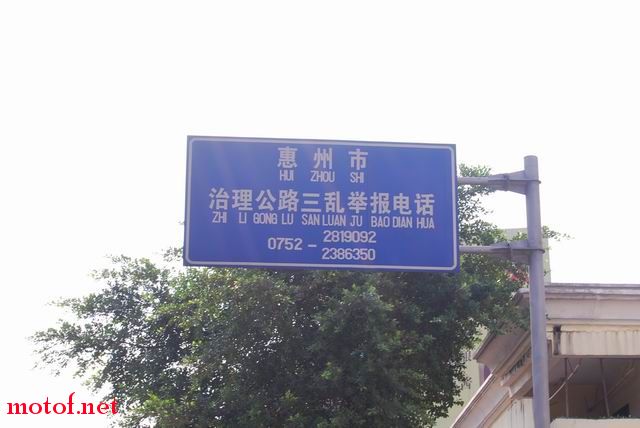 惠州市
HUI ZHOU SHI
治理公路三乱举报电话
ZHI LI GONG LU SAN LUAN JU BAO DIAN HUA
2819092
0752 -
2386350
motof.net